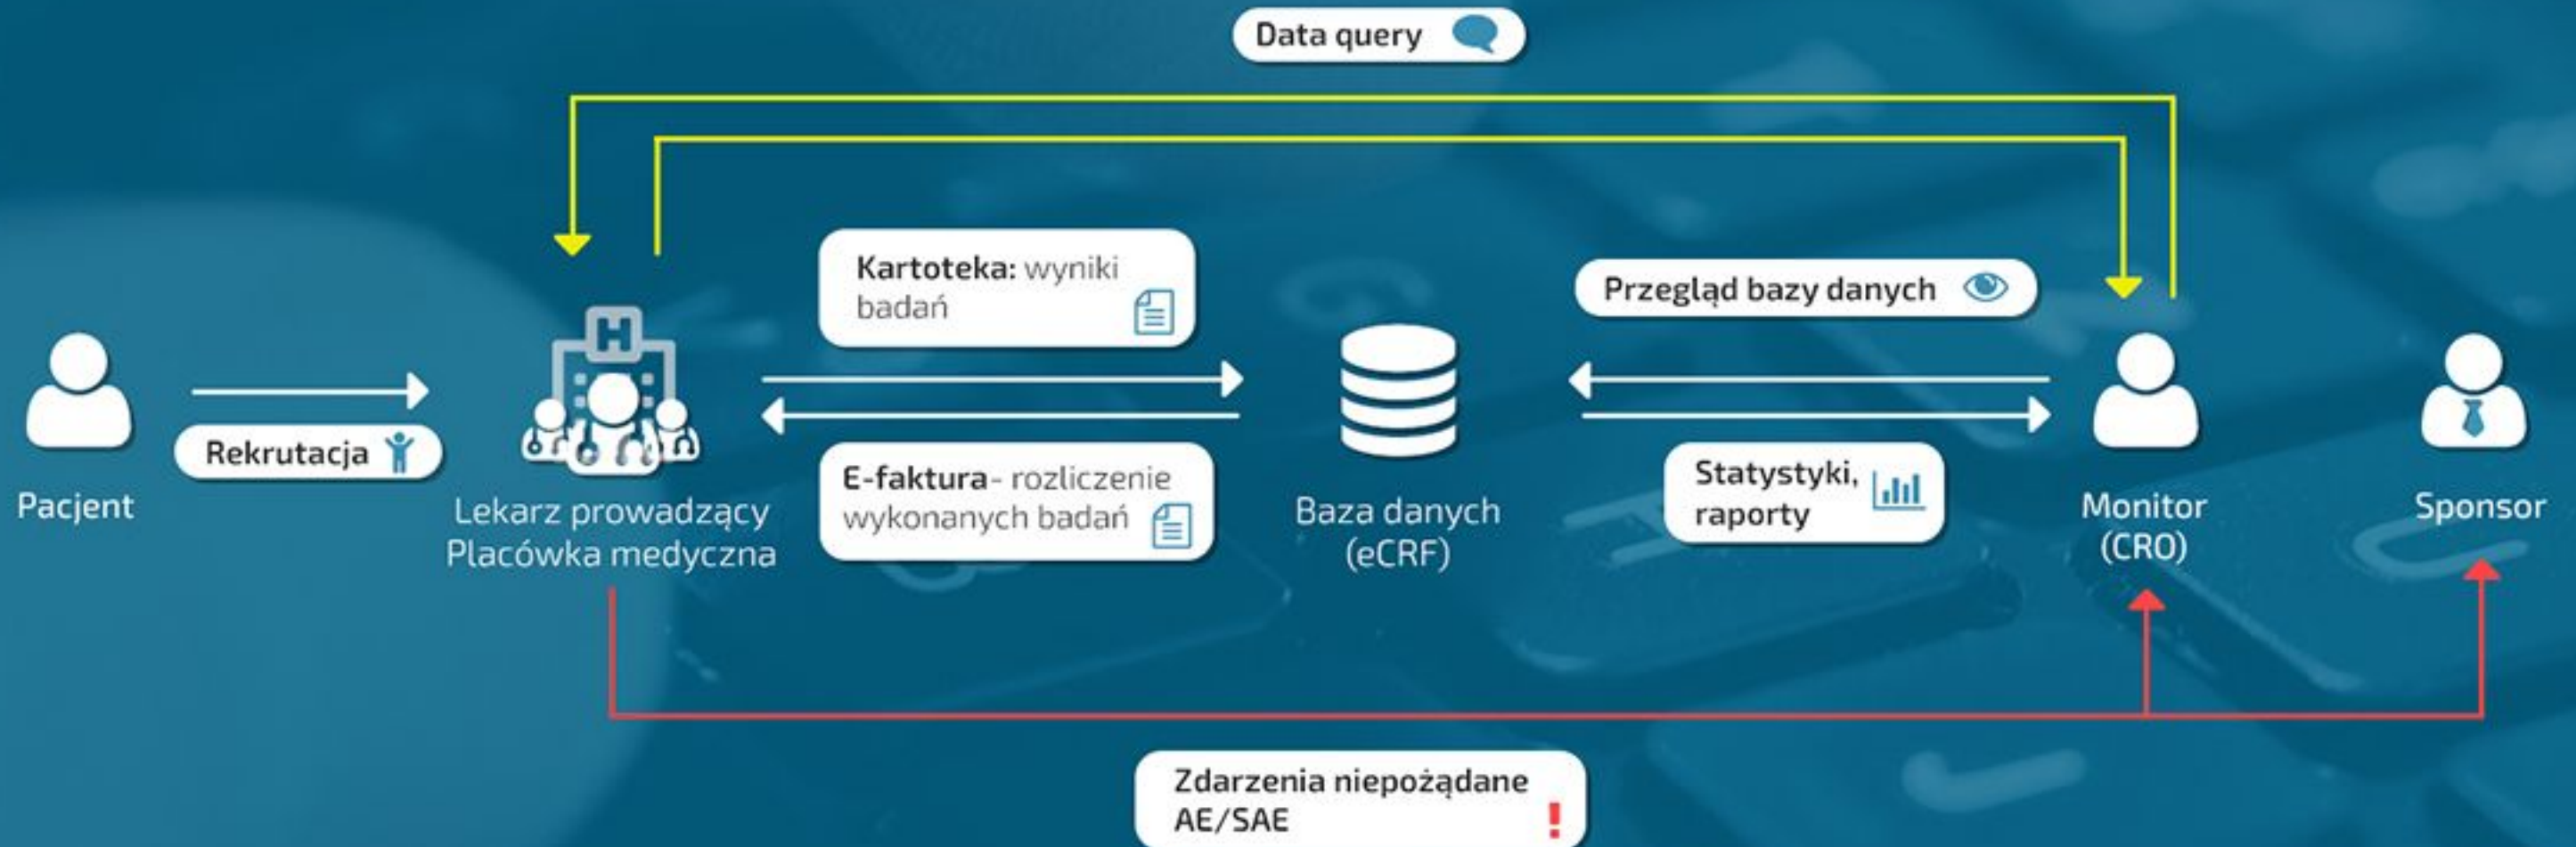 Data query
Kartoteka: wyniki
badań
Przegląd bazy danych
Rekrutacja
Pacjent
Lekarz prowadzący
Placówka medyczna
E-faktura- rozliczenie
wykonanych badań
Baza danych
(eCRF)
Statystyki,
raporty
Monitor
(CRO)
Sponsor
Zdarzenia niepożądane
AE/SAE
!